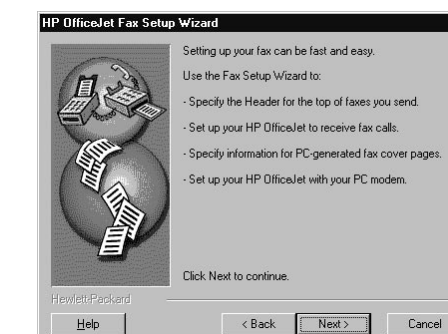 HP OfficeJet Fax Setup Wizard
Setting up your fax can be fast and easy.
Use the Fax Setup Wizard to:
- Specify the Header for the top of faxes you send.
- Set up your HP OfficeJet to receive fax calls.
- Specify information for PC-generated fax cover pages.
- Set up your HP OfficeJet with your PC modem.
Click Next to continue.
Hewlett-Packard
Help
< Back
Next >
Cancel